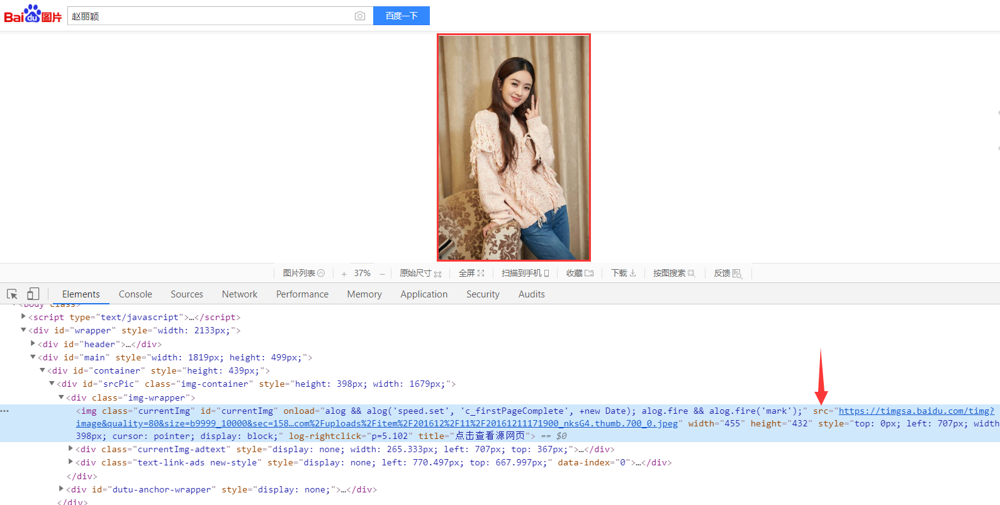 Bai du 图片 赵丽颖 百度一下
图片列表 + 37% − 原始尺寸 全屏 扫描到手机 收藏 下载 按图搜索 反馈
Elements Console Sources Network Performance Memory Application Security Audits
<body class>
<script type="text/javascript">…</script>
<div id="wrapper" style="width: 2133px;">
<div id="header">…</div>
<div id="main" style="width: 1819px; height: 499px;">
<div id="container" style="height: 439px;">
<div id="srcPic" class="img-container" style="height: 398px; width: 1679px;">
<div class="img-wrapper">
<img class="currentImg" id="currentImg" onload="alog && alog('speed.set', 'c_firstPageComplete', +new Date); alog.fire && alog.fire('mark');" src="https://timgsa.baidu.com/timg?
image&quality=80&size=b9999_10000&sec=158…com%2Fuploads%2Fitem%2F201612%2F11%2F20161211171900_nksG4.thumb.700_0.jpeg" width="455" height="432" style="top: 0px; left: 707px; width
398px; cursor: pointer; display: block;" log-rightclick="p=5.102" title="点击查看源网页"> == $0
<div class="currentImg-adtext" style="display: none; width: 265.333px; left: 707px; top: 367px;">…</div>
<div class="text-link-ads new-style" style="display: none; left: 770.497px; top: 667.997px;" data-index="0">…</div>
</div>
<div id="dutu-anchor-wrapper" style="display: none;">…</div>
</div>